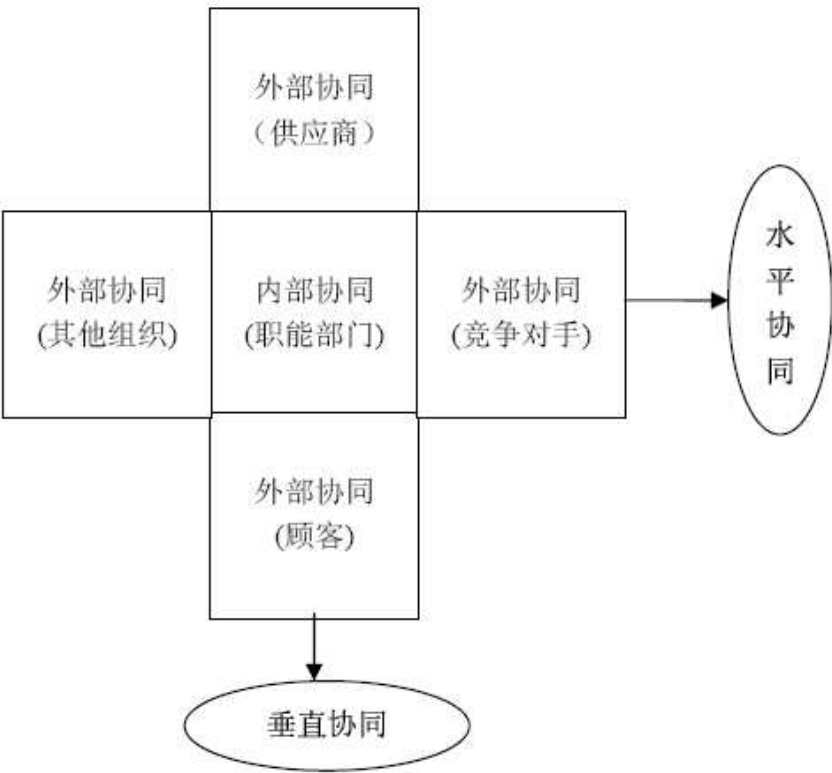 外部协同
（供应商）
外部协同
(其他组织)
内部协同
(职能部门)
外部协同
(竞争对手)
水
平
协
同
外部协同
(顾客)
垂直协同